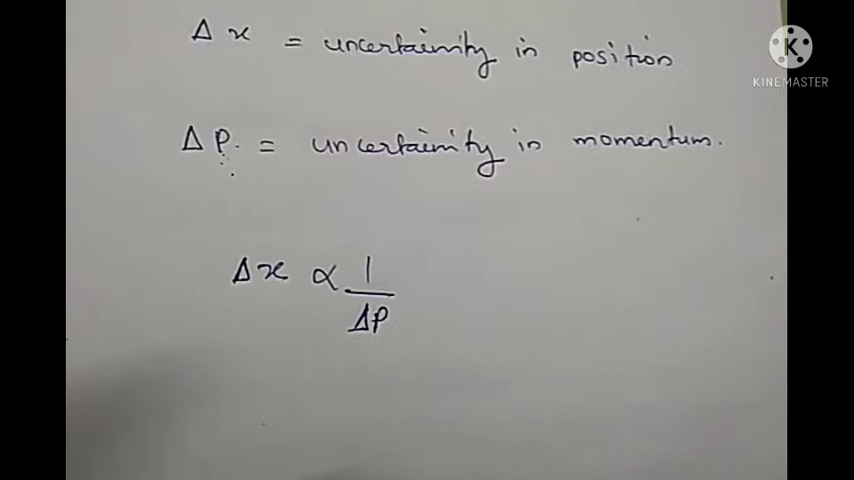 Δx = uncertainity in position
K
KINEMASTER
ΔP. = uncertainity in momentum.
Δx ∝ 1/ΔP